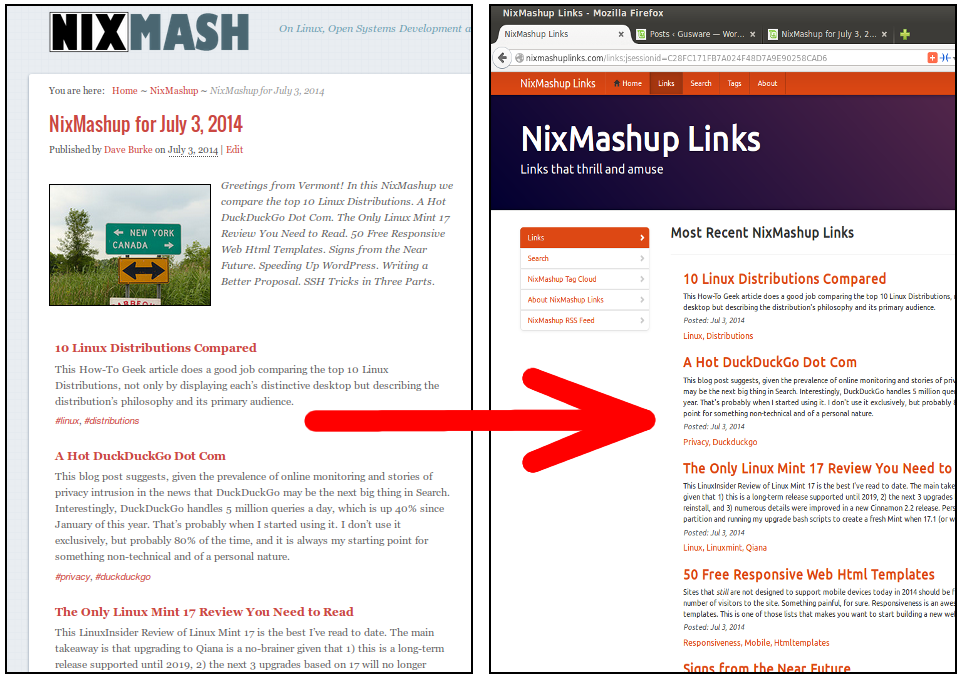 NIXMASH
On Linux, Open Systems Development a
You are here: Home ~ NixMashup ~ NixMashup for July 3, 2014
NixMashup for July 3, 2014
Published by Dave Burke on July 3, 2014 | Edit
Greetings from Vermont! In this NixMashup we
compare the top 10 Linux Distributions. A Hot
DuckDuckGo Dot Com. The Only Linux Mint 17
Review You Need to Read. 50 Free Responsive
Web Html Templates. Signs from the Near
Future. Speeding Up WordPress. Writing a
Better Proposal. SSH Tricks in Three Parts.
← NEW YORK
CANADA →
10 Linux Distributions Compared
This How-To Geek article does a good job comparing the top 10 Linux
Distributions, not only by displaying each's distinctive desktop but describing the
distribution's philosophy and its primary audience.
#linux, #distributions
A Hot DuckDuckGo Dot Com
This blog post suggests, given the prevalence of online monitoring and stories of
privacy intrusion in the news that DuckDuckGo may be the next big thing in Search.
Interestingly, DuckDuckGo handles 5 million queries a day, which is up 40% since
January of this year. That's probably when I started using it. I don't use it
exclusively, but probably 80% of the time, and it is always my starting point for
something non-technical and of a personal nature.
#privacy, #duckduckgo
The Only Linux Mint 17 Review You Need to Read
This LinuxInsider Review of Linux Mint 17 is the best I've read to date. The main
takeaway is that upgrading to Qiana is a no-brainer given that 1) this is a long-term
release supported until 2019, 2) the next 3 upgrades based on 17 will no longer
NixMashup Links - Mozilla Firefox
NixMashup Links
Posts ‹ Gusware — Wor...
NixMashup for July 3, 2...
nixmashuplinks.com/links;jsessionid=C28FC171FB7A024F48D7A9E90258CAD6
NixMashup Links Home Links Search Tags About
NixMashup Links
Links that thrill and amuse
Links
Search
NixMashup Tag Cloud
About NixMashup Links
NixMashup RSS Feed
Most Recent NixMashup Links
10 Linux Distributions Compared
This How-To Geek article does a good job comparing the top 10 Linux Distributions,
desktop but describing the distribution's philosophy and its primary audience.
Posted: Jul 3, 2014
Linux, Distributions
A Hot DuckDuckGo Dot Com
This blog post suggests, given the prevalence of online monitoring and stories of priv
may be the next big thing in Search. Interestingly, DuckDuckGo handles 5 million que
year. That's probably when I started using it. I don't use it exclusively, but probably 8
point for something non-technical and of a personal nature.
Posted: Jul 3, 2014
Privacy, Duckduckgo
The Only Linux Mint 17 Review You Need to
This LinuxInsider Review of Linux Mint 17 is the best I've read to date. The main take
given that 1) this is a long-term release supported until 2019, 2) the next 3 upgrades
reinstall, and 3) numerous details were improved in a new Cinnamon 2.2 release. Pers
partition and running my upgrade bash scripts to create a fresh Mint when 17.1 (or w
Posted: Jul 3, 2014
Linux, Linuxmint, Qiana
50 Free Responsive Web Html Templates
Sites that still are not designed to support mobile devices today in 2014 should be f
number of visitors to the site. Something painful, for sure. Responsiveness is an awes
templates. This is one of those lists that makes you want to start building a new wel
Posted: Jul 3, 2014
Responsiveness, Mobile, Htmltemplates
Signs from the Near Future